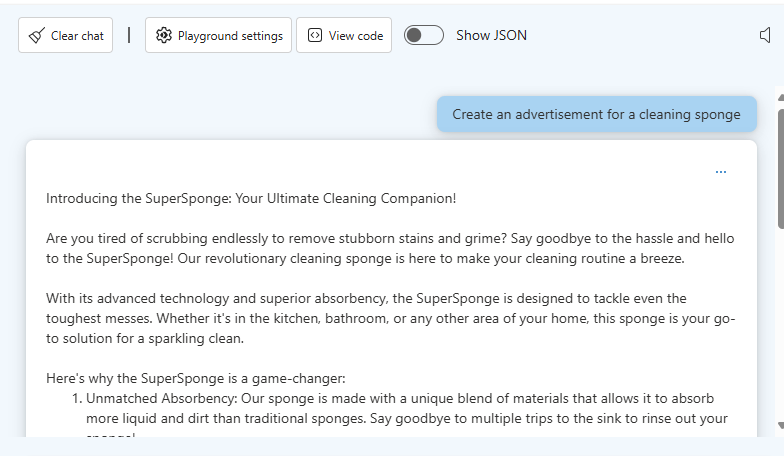 Clear chat | Playground settings View code Show JSON
Create an advertisement for a cleaning sponge
...
Introducing the SuperSponge: Your Ultimate Cleaning Companion!
Are you tired of scrubbing endlessly to remove stubborn stains and grime? Say goodbye to the hassle and hello
to the SuperSponge! Our revolutionary cleaning sponge is here to make your cleaning routine a breeze.
With its advanced technology and superior absorbency, the SuperSponge is designed to tackle even the
toughest messes. Whether it's in the kitchen, bathroom, or any other area of your home, this sponge is your go-
to solution for a sparkling clean.
Here's why the SuperSponge is a game-changer:
1. Unmatched Absorbency: Our sponge is made with a unique blend of materials that allows it to absorb
more liquid and dirt than traditional sponges. Say goodbye to multiple trips to the sink to rinse out your